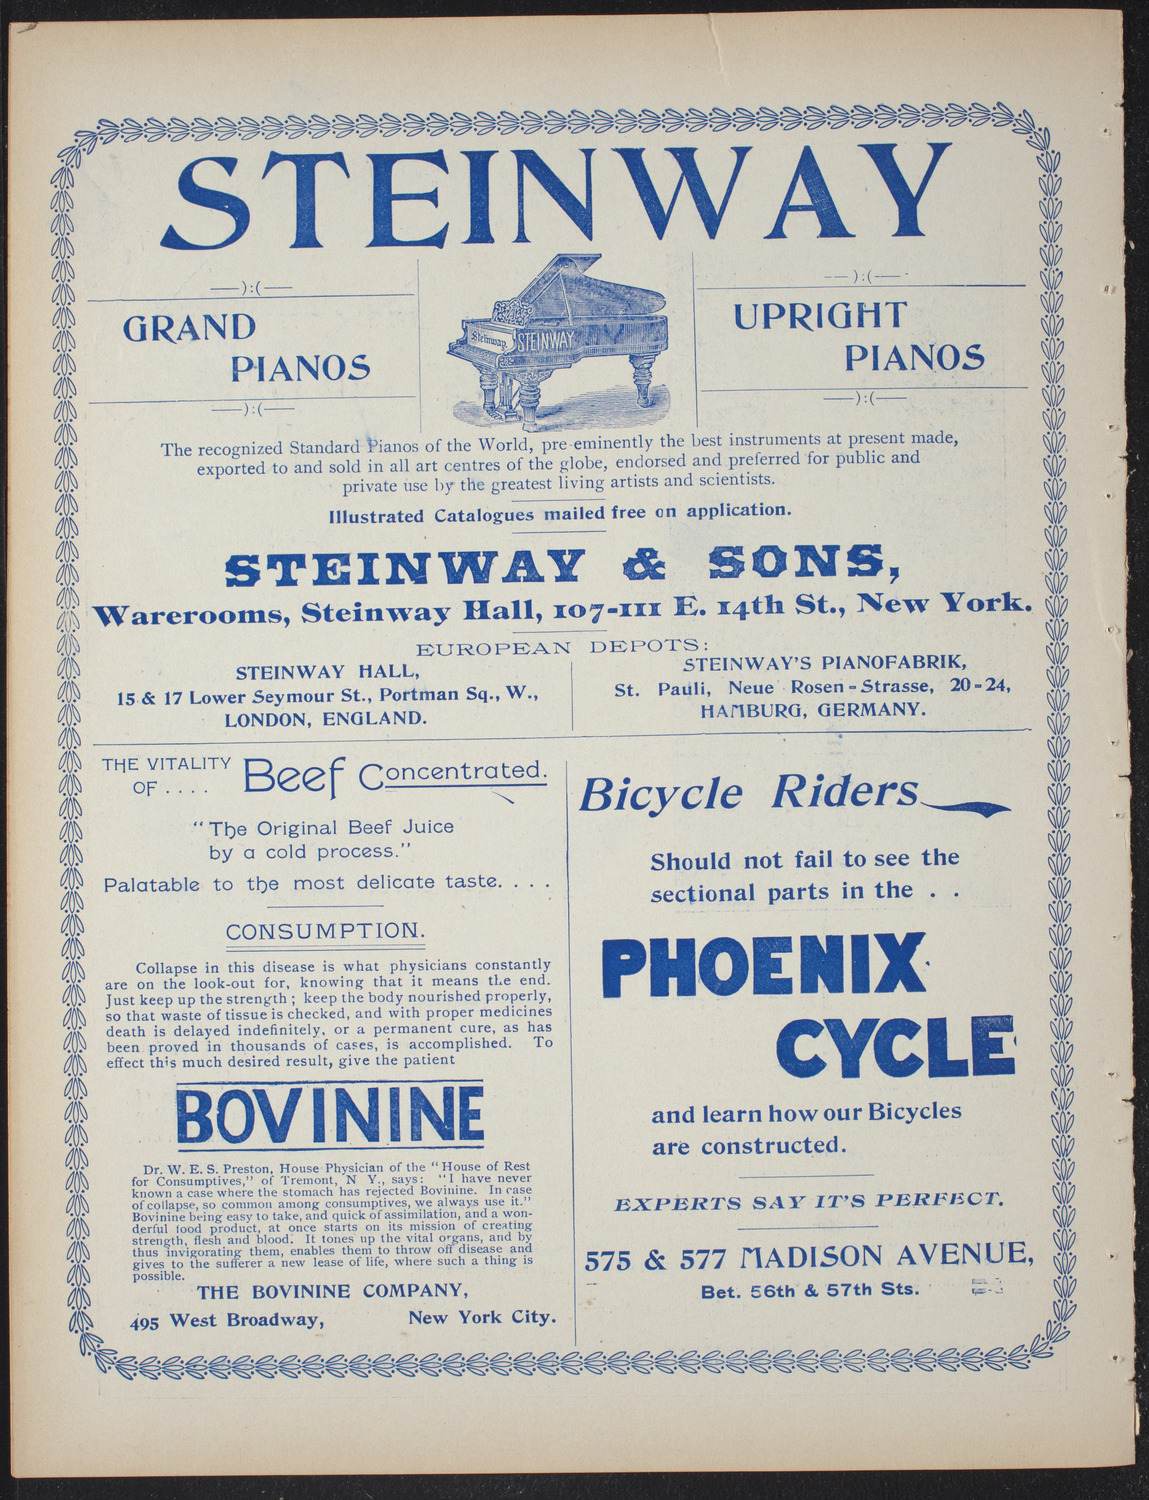 STEINWAY
——):(——
GRAND
PIANOS
——):(——
Steinway
STEINWAY
——):(——
UPRIGHT
PIANOS
——):(——
The recognized Standard Pianos of the World, pre-eminently the best instruments at present made,
exported to and sold in all art centres of the globe, endorsed and preferred for public and
private use by the greatest living artists and scientists.
Illustrated Catalogues mailed free on application.
STEINWAY & SONS,
Warerooms, Steinway Hall, 107-111 E. 14th St., New York.
EUROPEAN DEPOTS:
STEINWAY HALL,
15 & 17 Lower Seymour St., Portman Sq., W.,
LONDON, ENGLAND.
STEINWAY'S PIANOFABRIK,
St. Pauli, Neue Rosen-Strasse, 20-24,
HAMBURG, GERMANY.
THE VITALITY
OF . . . . Beef Concentrated.
"The Original Beef Juice
by a cold process."
Palatable to the most delicate taste. . . .
CONSUMPTION.
Collapse in this disease is what physicians constantly
are on the look-out for, knowing that it means the end.
Just keep up the strength; keep the body nourished properly,
so that waste of tissue is checked, and with proper medicines
death is delayed indefinitely, or a permanent cure, as has
been proved in thousands of cases, is accomplished. To
effect this much desired result, give the patient
BOVININE
Dr. W. E. S. Preston, House Physician of the "House of Rest
for Consumptives," of Tremont, N Y., says: "I have never
known a case where the stomach has rejected Bovinine. In case
of collapse, so common among consumptives, we always use it."
Bovinine being easy to take, and quick of assimilation, and a won-
derful food product, at once starts on its mission of creating
strength, flesh and blood. It tones up the vital organs, and by
thus invigorating them, enables them to throw off disease and
gives to the sufferer a new lease of life, where such a thing is
possible.
THE BOVININE COMPANY,
495 West Broadway, New York City.
Bicycle Riders
Should not fail to see the
sectional parts in the . .
PHOENIX
CYCLE
and learn how our Bicycles
are constructed.
EXPERTS SAY IT'S PERFECT.
575 & 577 MADISON AVENUE,
Bet. 56th & 57th Sts.